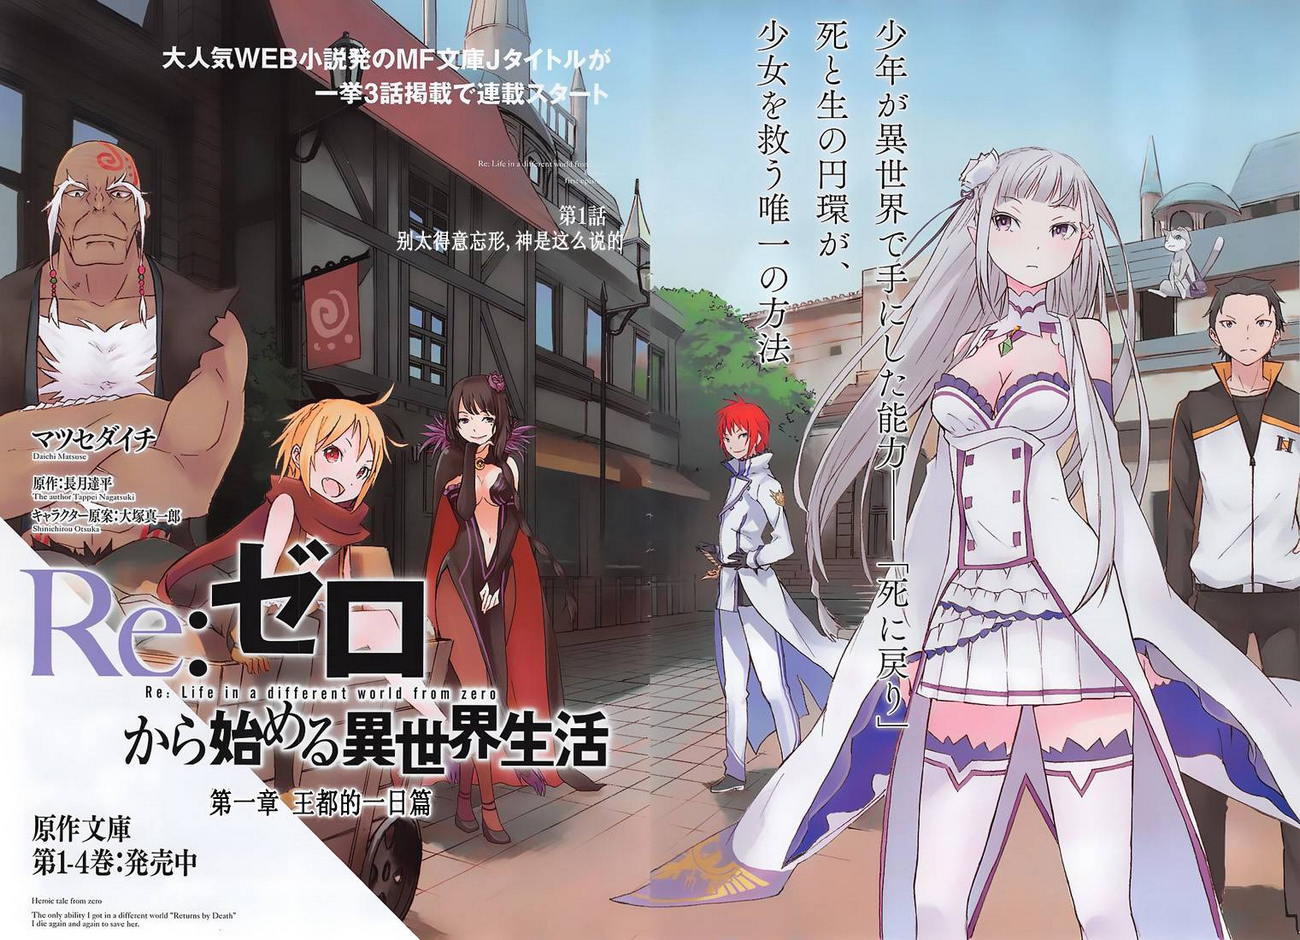 大人気WEB小説発のMF文庫Jタイトルが
一挙3話掲載で連載スタート
少年が異世界で手にした能力――「死に戻り」
死と生の円環が、
少女を救う唯一の方法
Re: Life in a different world from
第1話
别太得意忘形,神是这么说的
マツセダイチ
Daichi Matsuse
原作:長月達平
The author Tappei Nagatsuki
キャラクター原案:大塚真一郎
Shinichirou Otsuka
Re:ゼロ
Re: Life in a different world from zero
から始める異世界生活
第一章 王都的一日篇
原作文庫
第1-4巻:発売中
Heroic tale from zero
The only ability I got in a different world "Returns by Death"
I die again and again to save her.